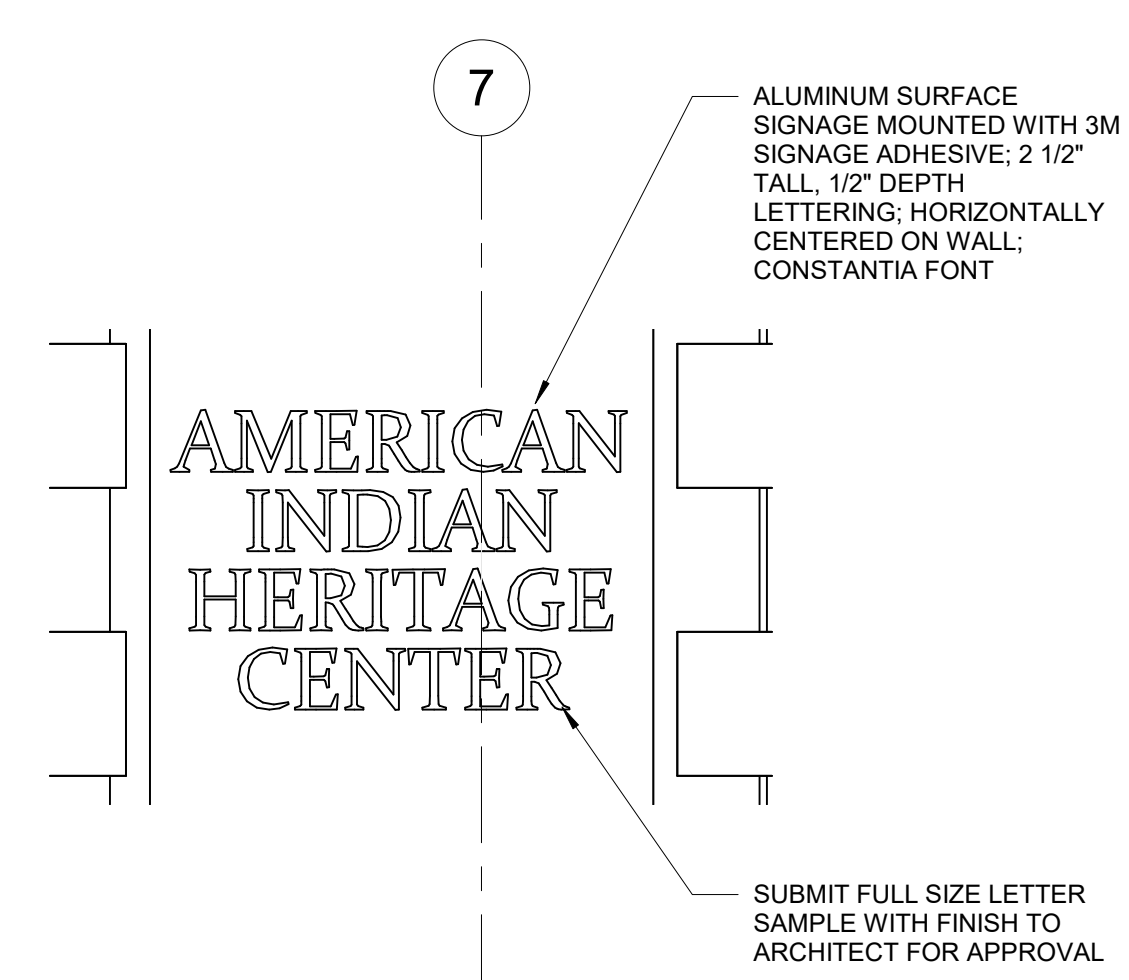 7
ALUMINUM SURFACE
SIGNAGE MOUNTED WITH 3M
SIGNAGE ADHESIVE; 2 1/2"
TALL, 1/2" DEPTH
LETTERING; HORIZONTALLY
CENTERED ON WALL;
CONSTANTIA FONT
AMERICAN
INDIAN
HERITAGE
CENTER
SUBMIT FULL SIZE LETTER
SAMPLE WITH FINISH TO
ARCHITECT FOR APPROVAL